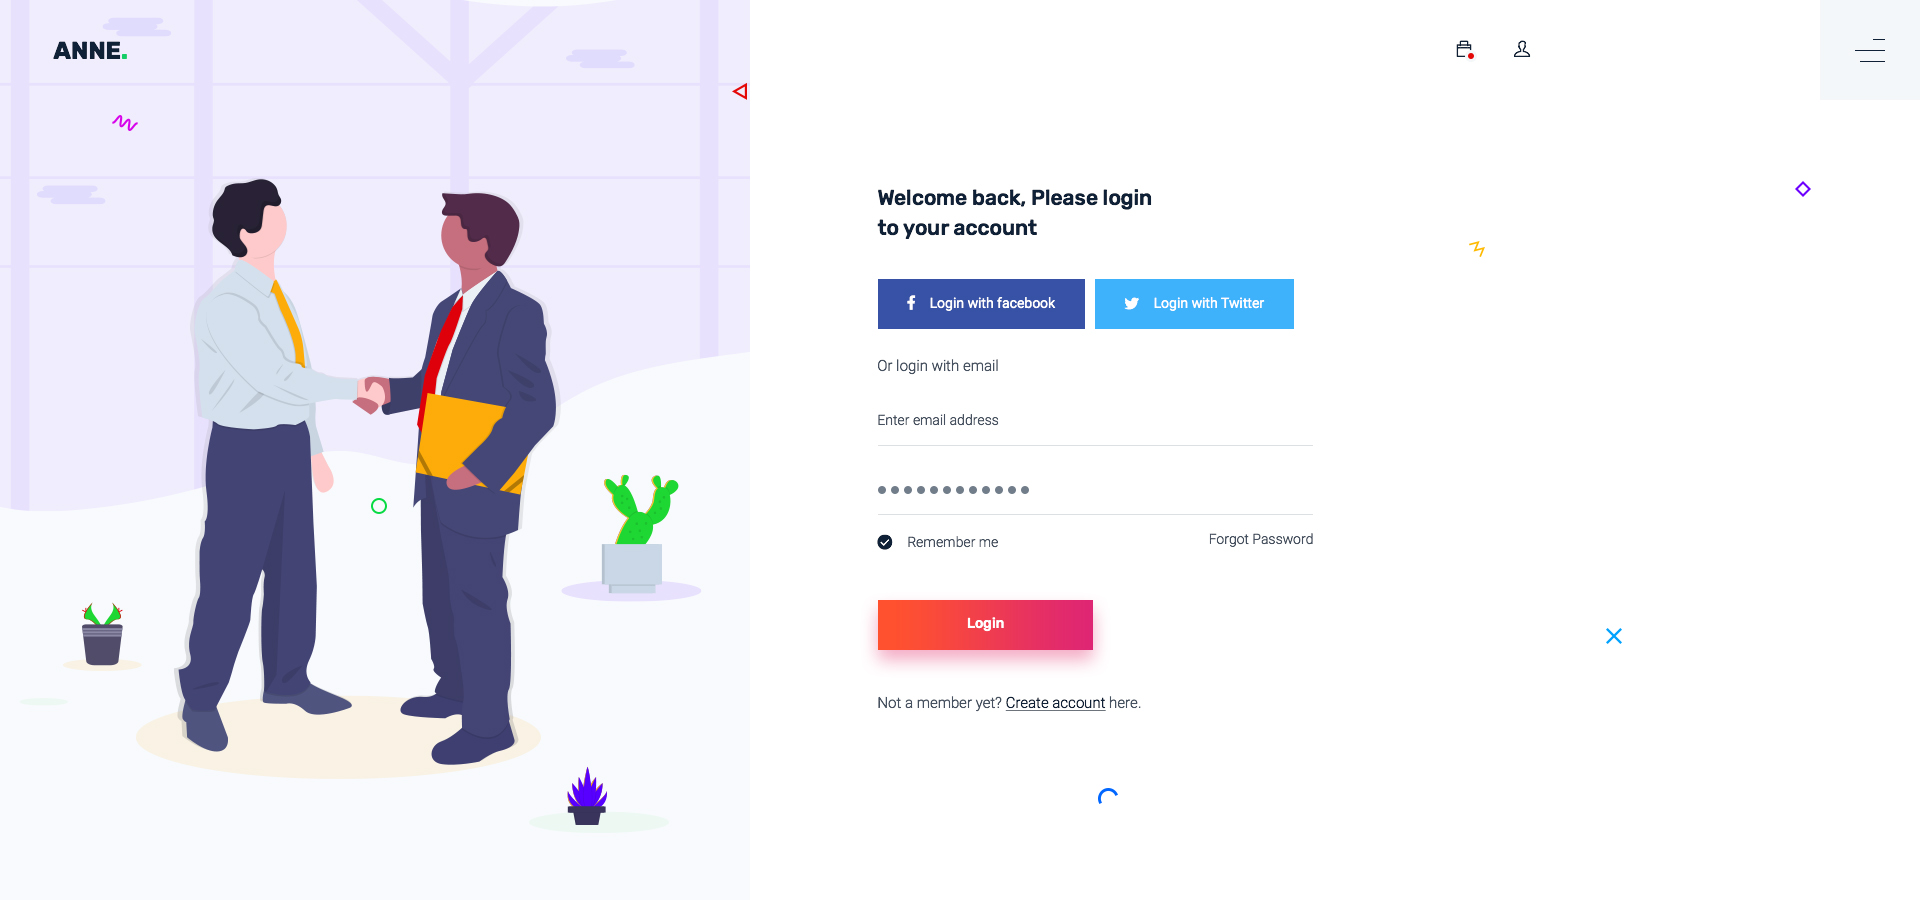 ANNE.
Welcome back, Please login
to your account
Login with facebook
Login with Twitter
Or login with email
Enter email address
Remember me
Forgot Password
Login
Not a member yet? Create account here.